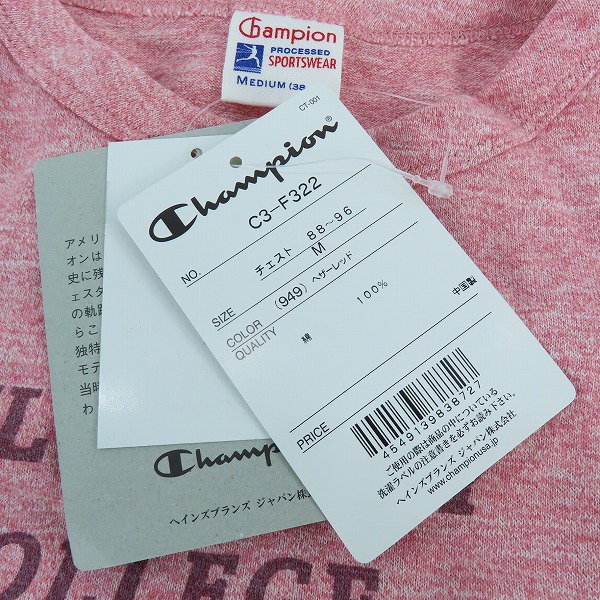 Champion
PROCESSED
SPORTSWEAR
MEDIUM (38
CT-001
Champion
NO. C3-F322
チェスト 88~96
SIZE M
COLOR (949) ヘザーレッド
QUALITY 綿 100%
中国製
PRICE
4549139838727
ご使用の際は商品の中についている
洗濯ラベルの注意書きを必ずお読み下さい。
ヘインズブランズ ジャパン株式会社
www.championusa.jp
アメリ
オンは
史に残
ェスタ
の軌跡
らこ
独特
モデ
当時
わ
Champion
ヘインズブランズ ジャパン株式
OLLEGE